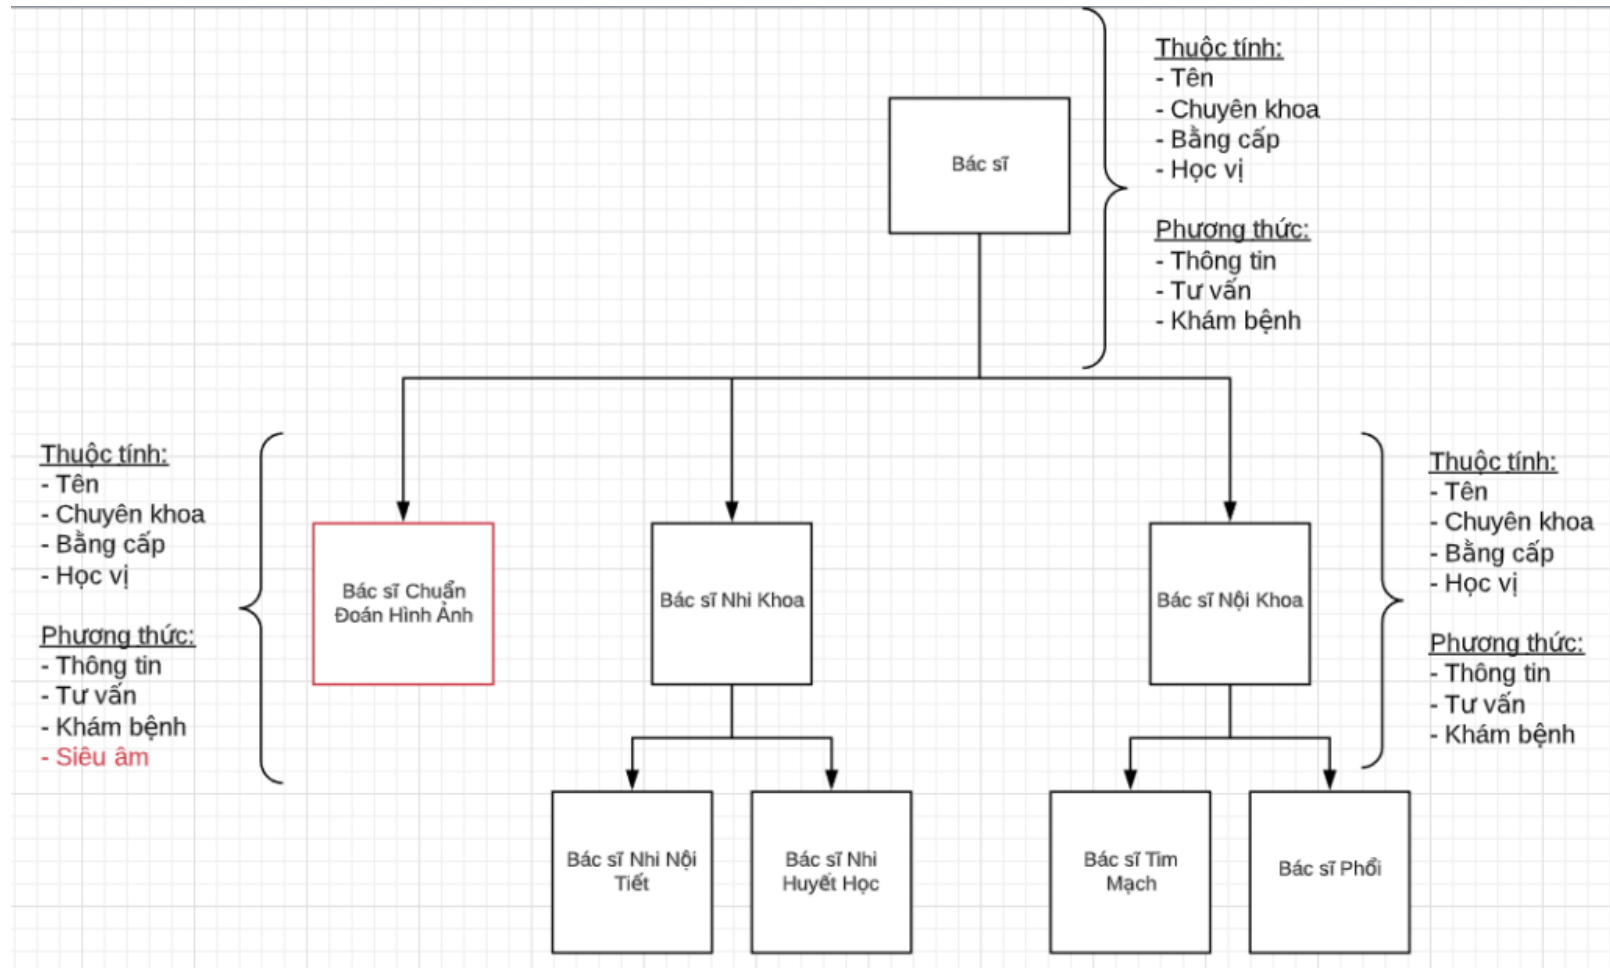 Thuộc tính:
- Tên
- Chuyên khoa
- Bằng cấp
- Học vị
Phương thức:
- Thông tin
- Tư vấn
- Khám bệnh
Bác sĩ
Thuộc tính:
- Tên
- Chuyên khoa
- Bằng cấp
- Học vị
Phương thức:
- Thông tin
- Tư vấn
- Khám bệnh
- Siêu âm
Bác sĩ Chuẩn
Đoán Hình Ảnh
Bác sĩ Nhi Khoa
Bác sĩ Nội Khoa
Thuộc tính:
- Tên
- Chuyên khoa
- Bằng cấp
- Học vị
Phương thức:
- Thông tin
- Tư vấn
- Khám bệnh
Bác sĩ Nhi Nội
Tiết
Bác sĩ Nhi
Huyết Học
Bác sĩ Tim
Mạch
Bác sĩ Phổi